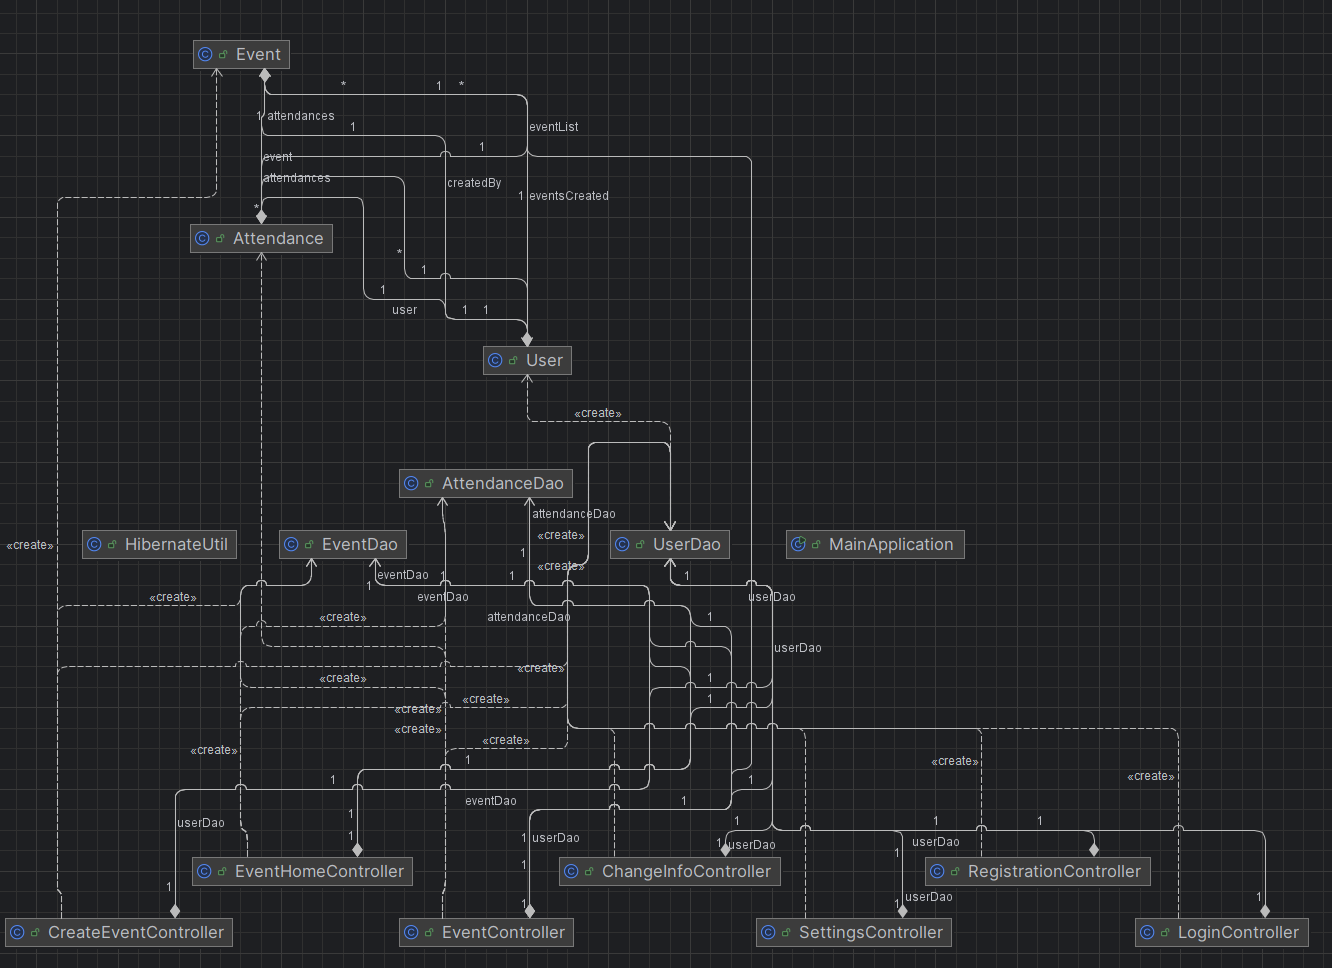 Event
*
1
*
1
attendances
1
eventList
1
event
attendances
createdBy
1
eventsCreated
*
Attendance
*
1
1
user
1
1
User
«create»
AttendanceDao
attendanceDao
«create»
HibernateUtil
EventDao
UserDao
MainApplication
«create»
1
«create»
eventDao
1
1
1
1
«create»
eventDao
userDao
«create»
attendanceDao
1
userDao
«create»
«create»
1
«create»
1
«create»
«create»
«create»
«create»
«create»
1
«create»
1
1
eventDao
1
1
userDao
1
1
1
1
1
userDao
1
userDao
userDao
1
1
EventHomeController
ChangeInfoController
RegistrationController
1
1
userDao
1
1
1
CreateEventController
EventController
SettingsController
LoginController